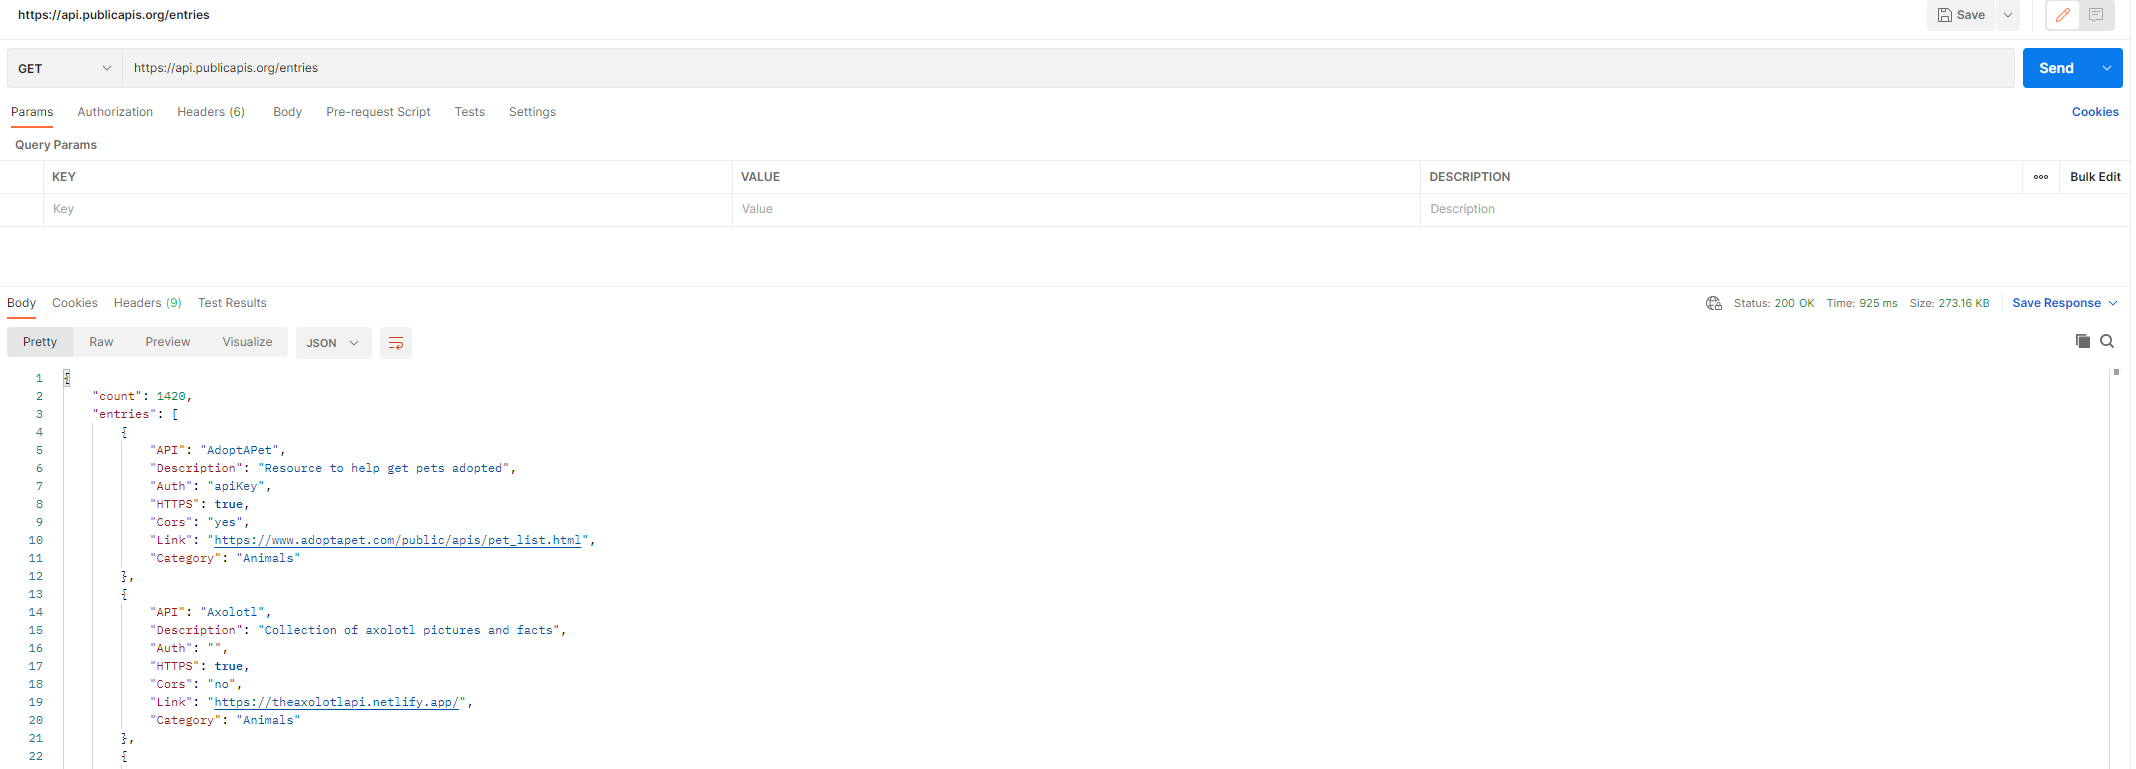 https://api.publicapis.org/entries
Save
GET https://api.publicapis.org/entries Send
Params Authorization Headers (6) Body Pre-request Script Tests Settings Cookies
Query Params
KEY VALUE DESCRIPTION Bulk Edit
Key Value Description
Body Cookies Headers (9) Test Results Status: 200 OK Time: 925 ms Size: 273.16 KB Save Response
Pretty Raw Preview Visualize JSON
1 {
2 "count": 1420,
3 "entries": [
4 {
5 "API": "AdoptAPet",
6 "Description": "Resource to help get pets adopted",
7 "Auth": "apiKey",
8 "HTTPS": true,
9 "Cors": "yes",
10 "Link": "https://www.adoptapet.com/public/apis/pet_list.html",
11 "Category": "Animals"
12 },
13 {
14 "API": "Axolotl",
15 "Description": "Collection of axolotl pictures and facts",
16 "Auth": "",
17 "HTTPS": true,
18 "Cors": "no",
19 "Link": "https://theaxolotlapi.netlify.app/",
20 "Category": "Animals"
21 },
22 {